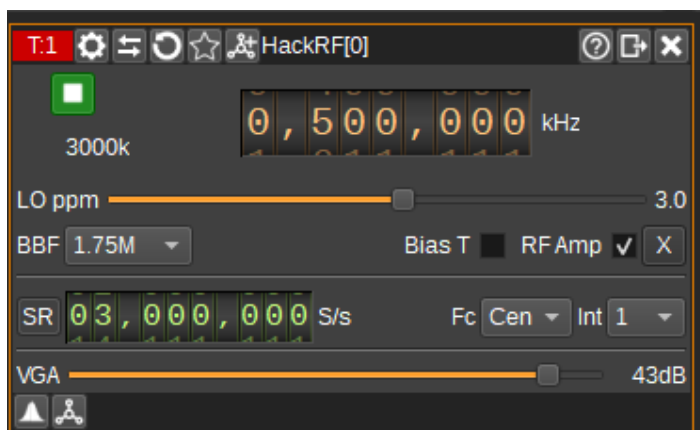 T:1 HackRF[0]
0,500,000 kHz
3000k
LO ppm 3.0
BBF 1.75M Bias T RF Amp X
SR 03,000,000 S/s Fc Cen Int 1
VGA 43dB